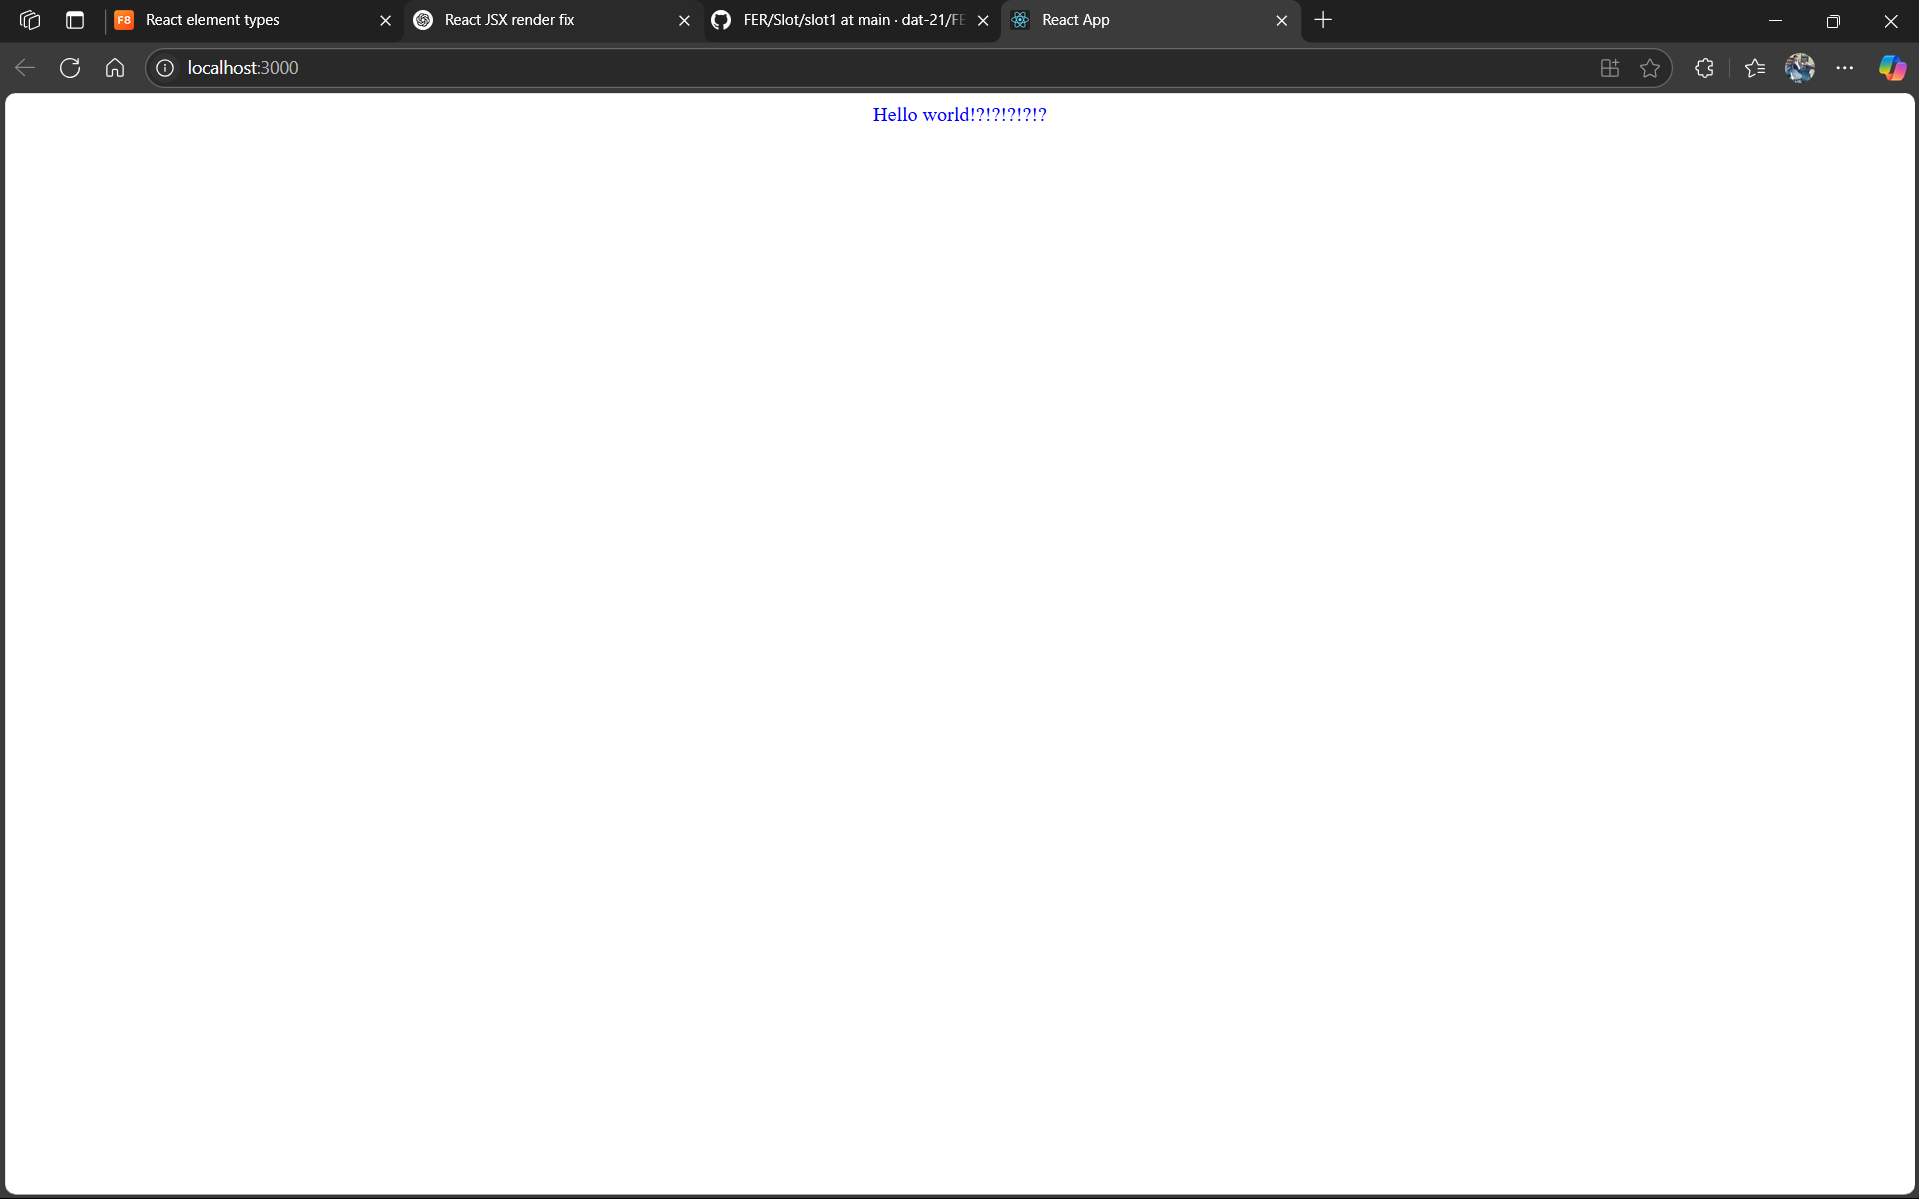 F8 React element types
React JSX render fix
FER/Slot/slot1 at main · dat-21/FE
React App
localhost:3000
Hello world!?!?!?!?!?